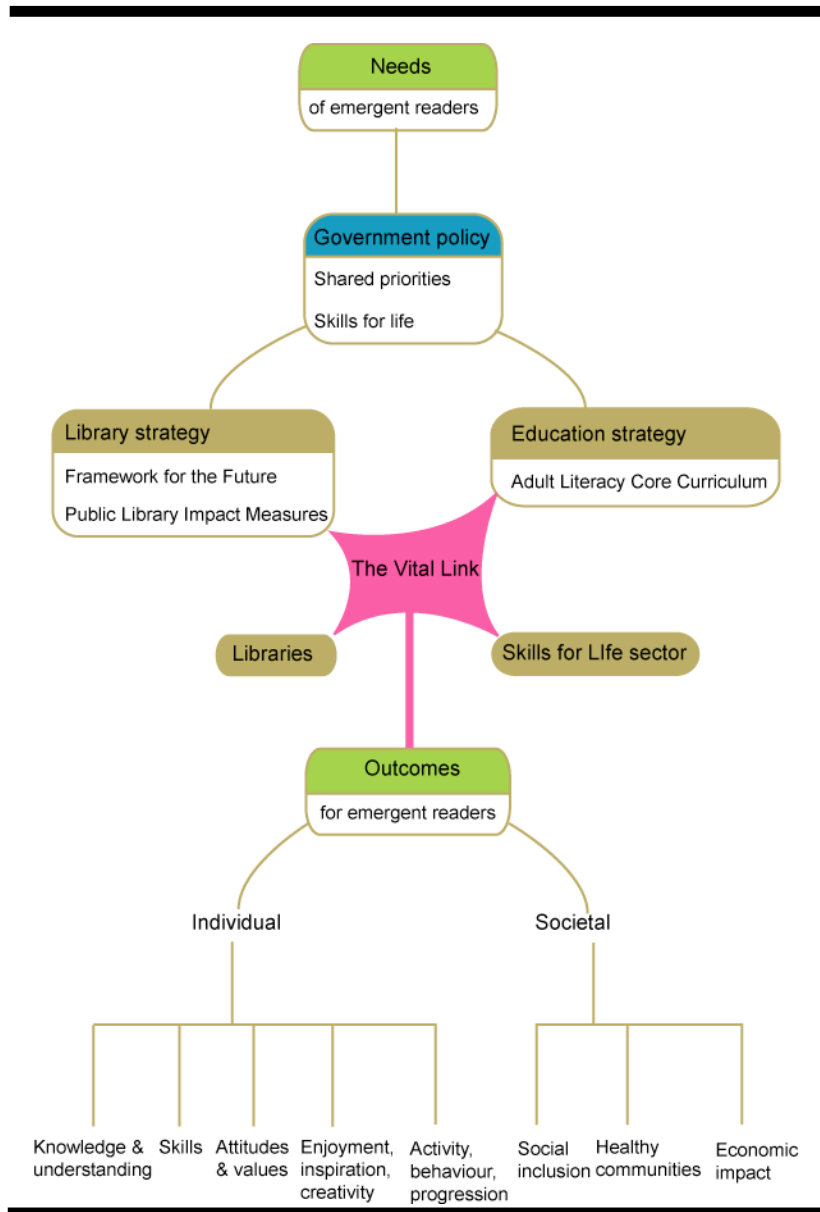 Needs
of emergent readers
Government policy
Shared priorities
Skills for life
Library strategy
Framework for the Future
Public Library Impact Measures
Education strategy
Adult Literacy Core Curriculum
The Vital Link
Libraries
Skills for LIfe sector
Outcomes
for emergent readers
Individual
Societal
Knowledge &
understanding
Skills
Attitudes
& values
Enjoyment,
inspiration,
creativity
Activity,
behaviour,
progression
Social
inclusion
Healthy
communities
Economic
impact